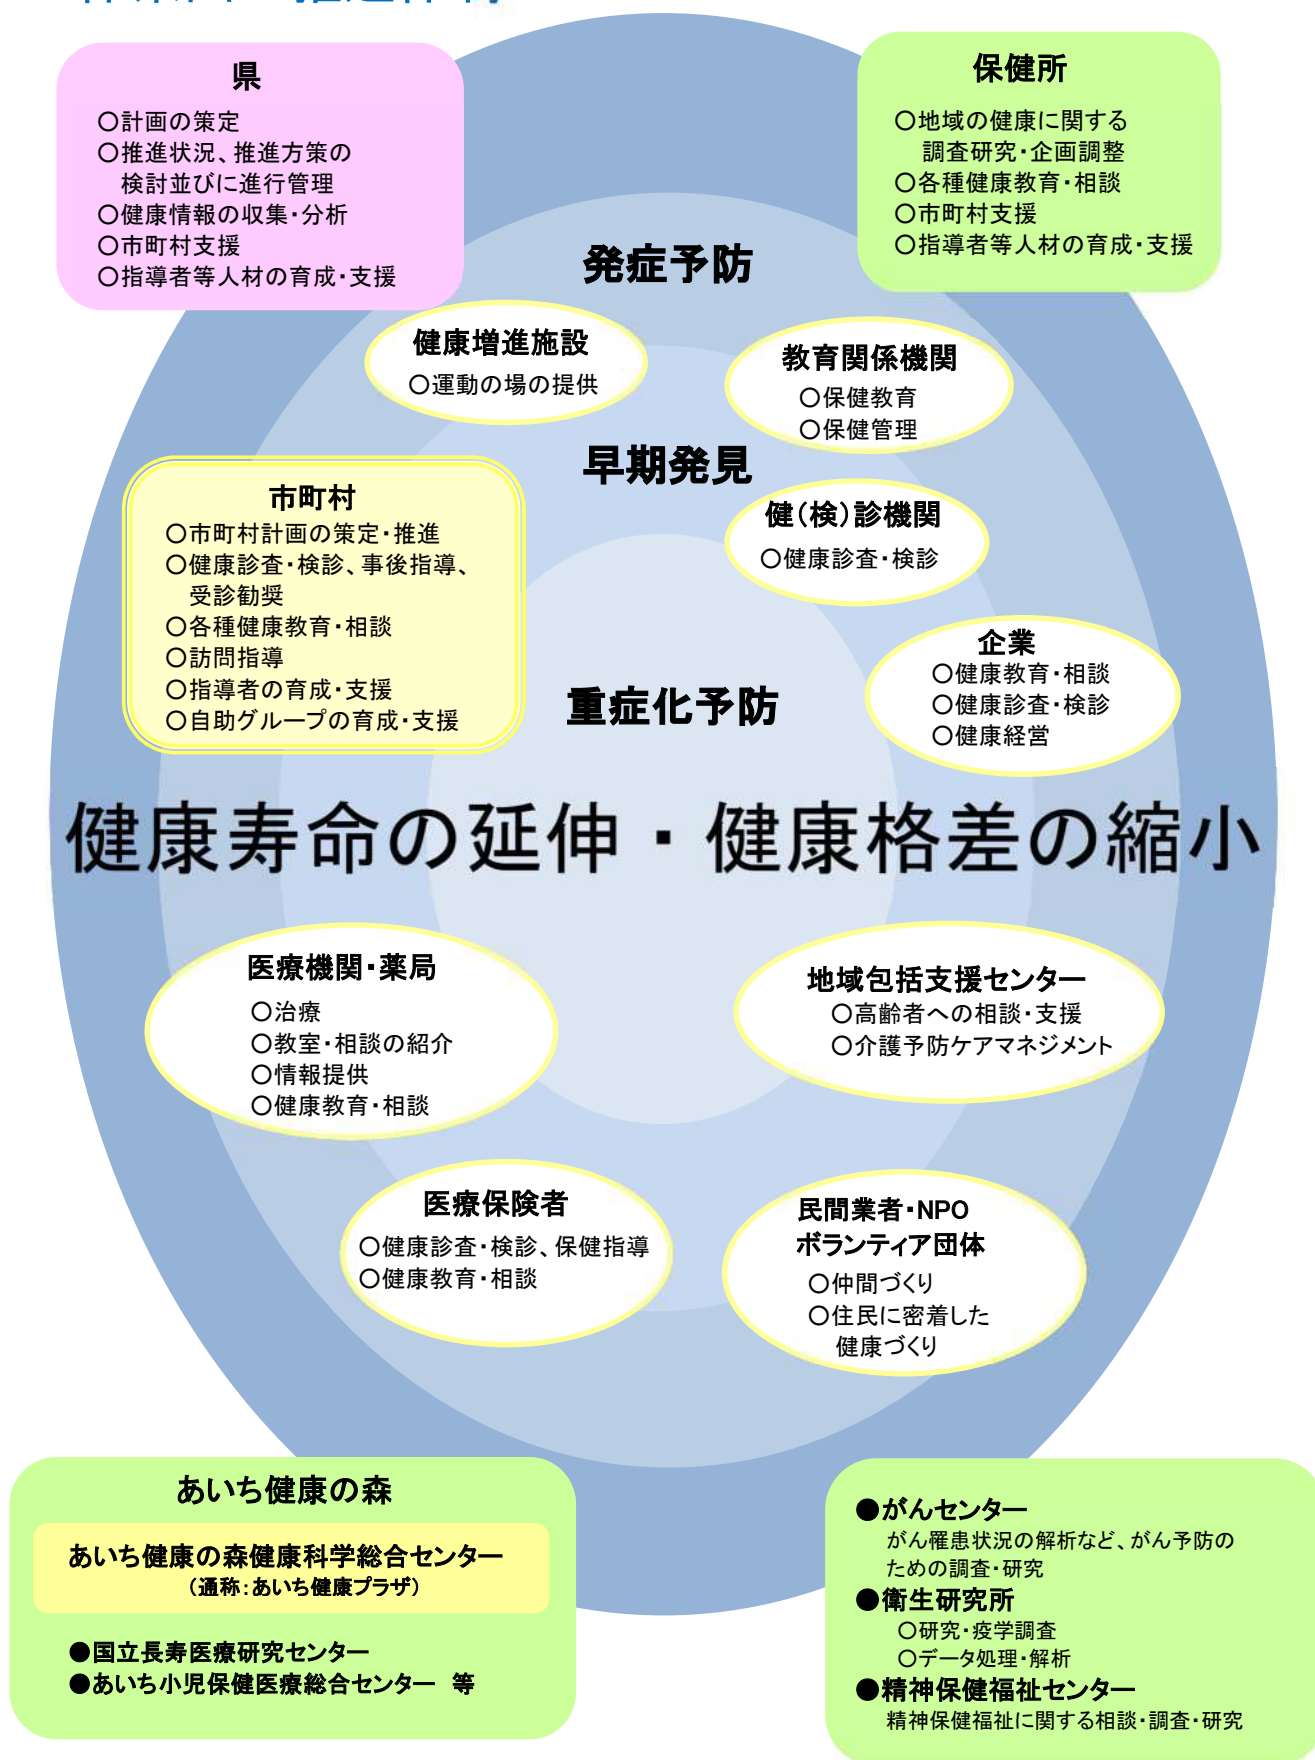 県
○計画の策定
○推進状況、推進方策の
検討並びに進行管理
○健康情報の収集・分析
○市町村支援
○指導者等人材の育成・支援
保健所
○地域の健康に関する
調査研究・企画調整
○各種健康教育・相談
○市町村支援
○指導者等人材の育成・支援
発症予防
健康増進施設
○運動の場の提供
教育関係機関
○保健教育
○保健管理
早期発見
市町村
○市町村計画の策定・推進
○健康診査・検診、事後指導、
受診勧奨
○各種健康教育・相談
○訪問指導
○指導者の育成・支援
○自助グループの育成・支援
健(検)診機関
○健康診査・検診
企業
○健康教育・相談
○健康診査・検診
○健康経営
重症化予防
健康寿命の延伸・健康格差の縮小
医療機関・薬局
○治療
○教室・相談の紹介
○情報提供
○健康教育・相談
地域包括支援センター
○高齢者への相談・支援
○介護予防ケアマネジメント
医療保険者
○健康診査・検診、保健指導
○健康教育・相談
民間業者・NPO
ボランティア団体
○仲間づくり
○住民に密着した
健康づくり
あいち健康の森
あいち健康の森健康科学総合センター
(通称:あいち健康プラザ)
●国立長寿医療研究センター
●あいち小児保健医療総合センター 等
●がんセンター
がん罹患状況の解析など、がん予防の
ための調査・研究
●衛生研究所
○研究・疫学調査
○データ処理・解析
●精神保健福祉センター
精神保健福祉に関する相談・調査・研究